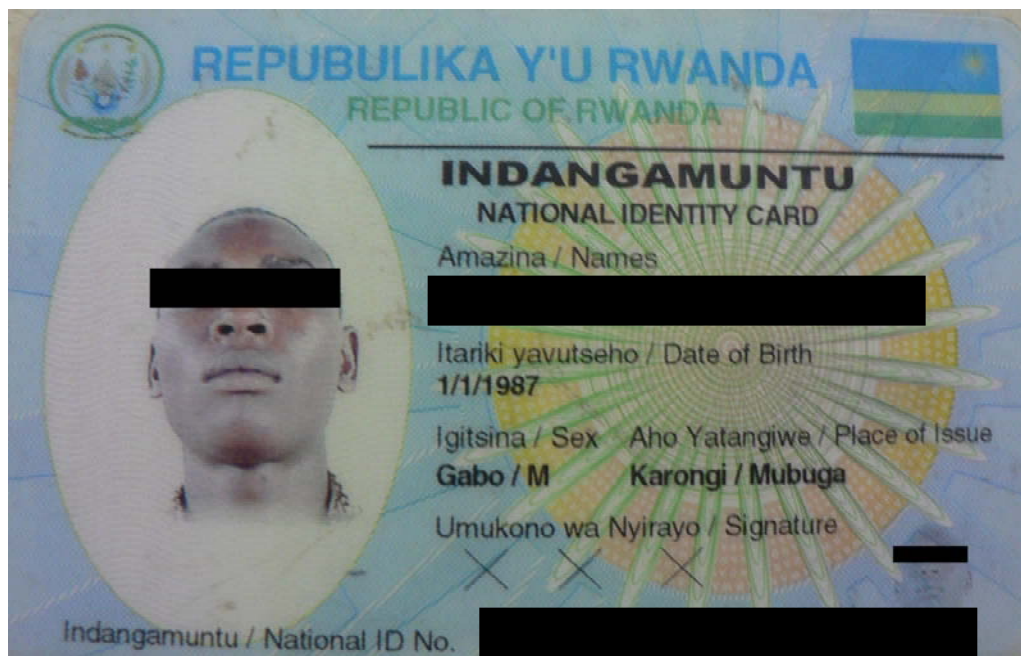 REPUBULIKA Y'U RWANDA
REPUBLIC OF RWANDA
INDANGAMUNTU
NATIONAL IDENTITY CARD
Amazina / Names
Itariki yavutseho / Date of Birth
1/1/1987
Igitsina / Sex Aho Yatangiwe / Place of Issue
Gabo / M Karongi / Mubuga
Umukono wa Nyirayo / Signature
Indangamuntu / National ID No.